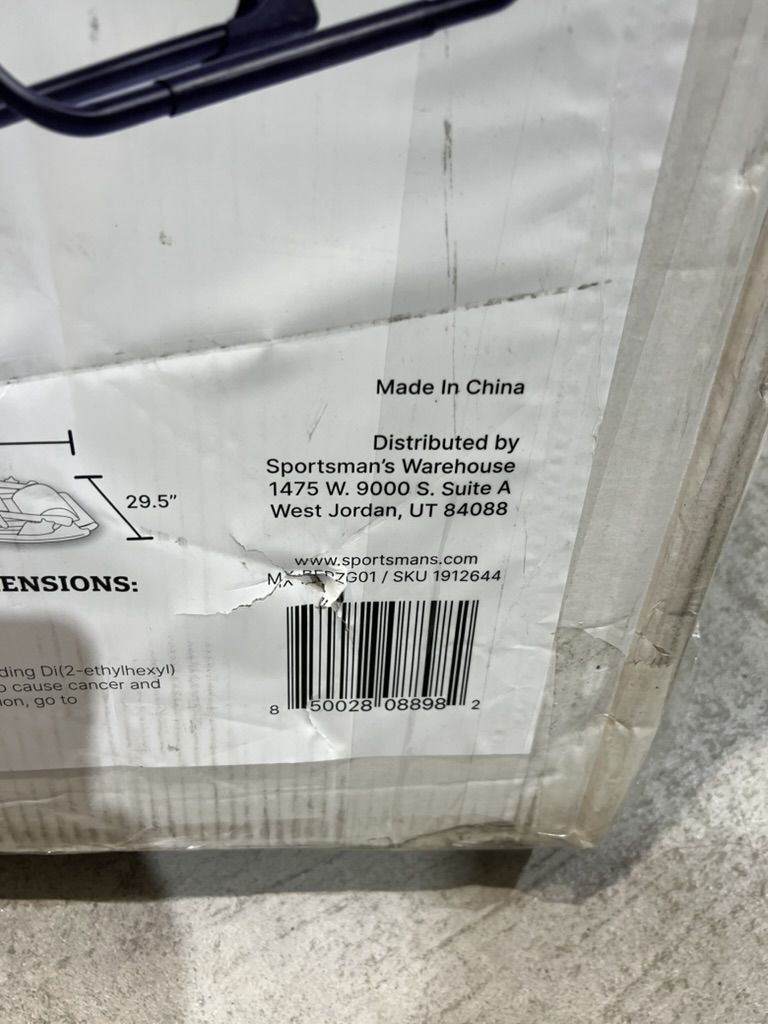 Made In China
Distributed by
Sportsman's Warehouse
1475 W. 9000 S. Suite A
West Jordan, UT 84088
29.5"
www.sportsmans.com
/ SKU 1912644
ENSIONS:
ding Di(2-ethylhexyl)
o cause cancer and
ion, go to
8 50028 08898 2